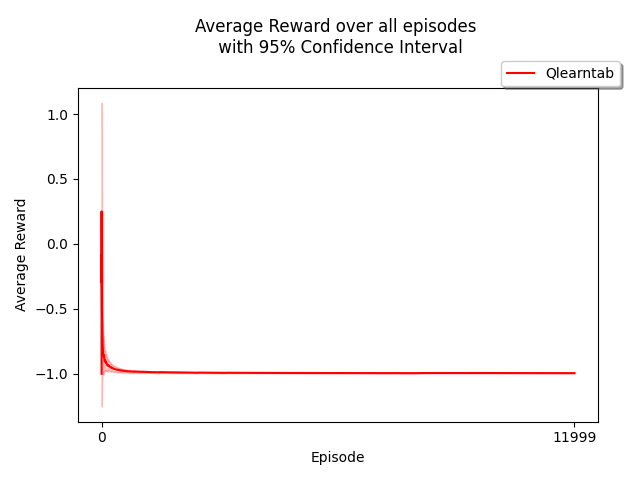 Average Reward over all episodes
with 95% Confidence Interval
Qlearntab
1.0
0.5
0.0
−0.5
−1.0
Average Reward
0
11999
Episode